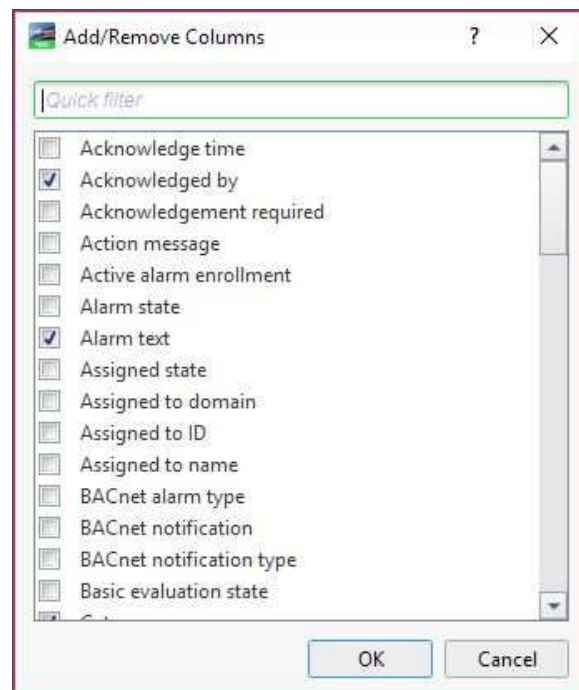 Add/Remove Columns
?
Quick filter
Acknowledge time
Acknowledged by
Acknowledgement required
Action message
Active alarm enrollment
Alarm state
Alarm text
Assigned state
Assigned to domain
Assigned to ID
Assigned to name
BACnet alarm type
BACnet notification
BACnet notification type
Basic evaluation state
OK Cancel